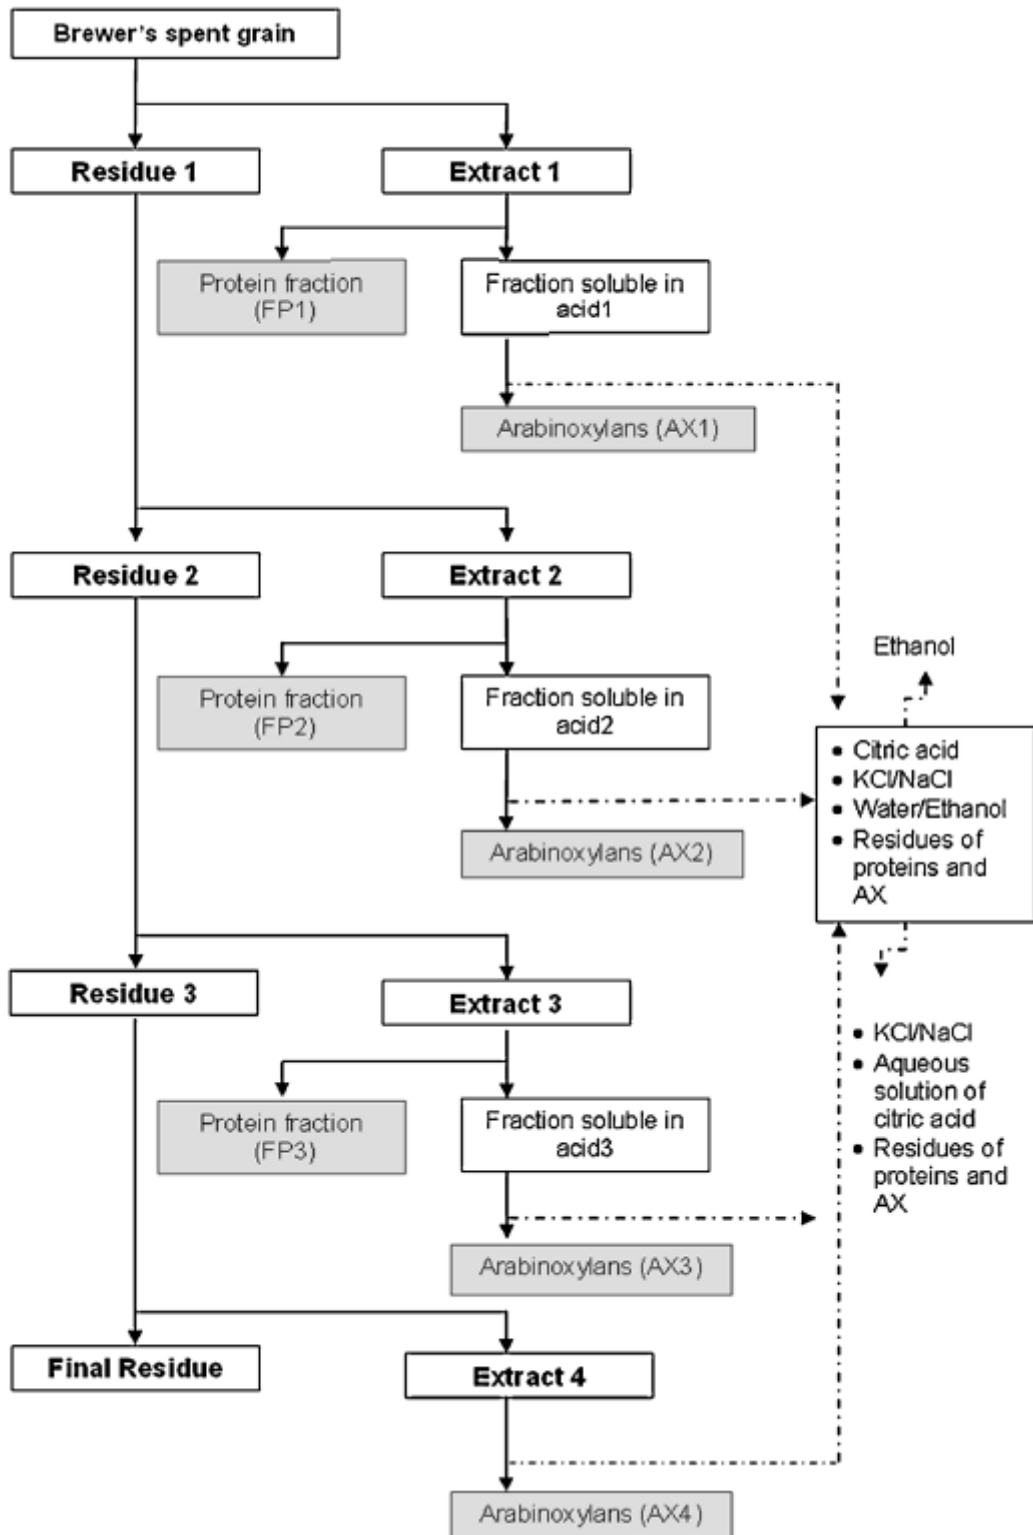 Brewer's spent grain
Residue 1
Extract 1
Protein fraction
(FP1)
Fraction soluble in
acid1
Arabinoxylans (AX1)
Residue 2
Extract 2
Protein fraction
(FP2)
Fraction soluble in
acid2
Arabinoxylans (AX2)
Ethanol
• Citric acid
• KCl/NaCl
• Water/Ethanol
• Residues of
proteins and
AX
Residue 3
Extract 3
Protein fraction
(FP3)
Fraction soluble in
acid3
Arabinoxylans (AX3)
• KCl/NaCl
• Aqueous
solution of
citric acid
• Residues of
proteins and
AX
Final Residue
Extract 4
Arabinoxylans (AX4)